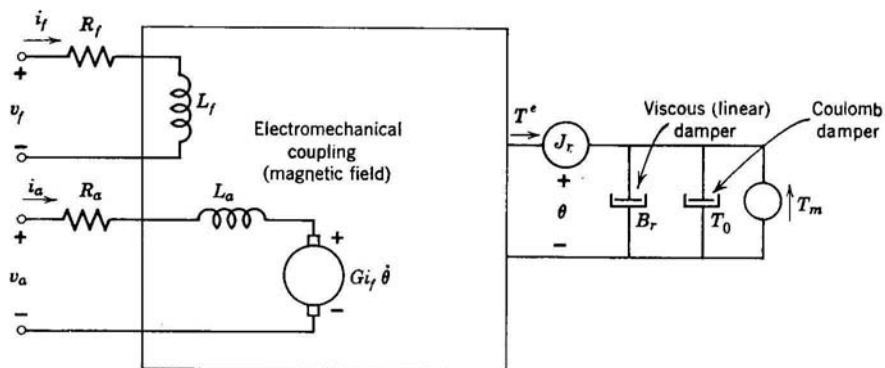 i_f
R_f
+
v_f
−
L_f
Electromechanical
coupling
(magnetic field)
i_a
R_a
L_a
+
v_a
−
+
Gi_f θ̇
−
T^e
J_r
+
θ
−
Viscous (linear)
damper
Coulomb
damper
B_r
T_0
T_m